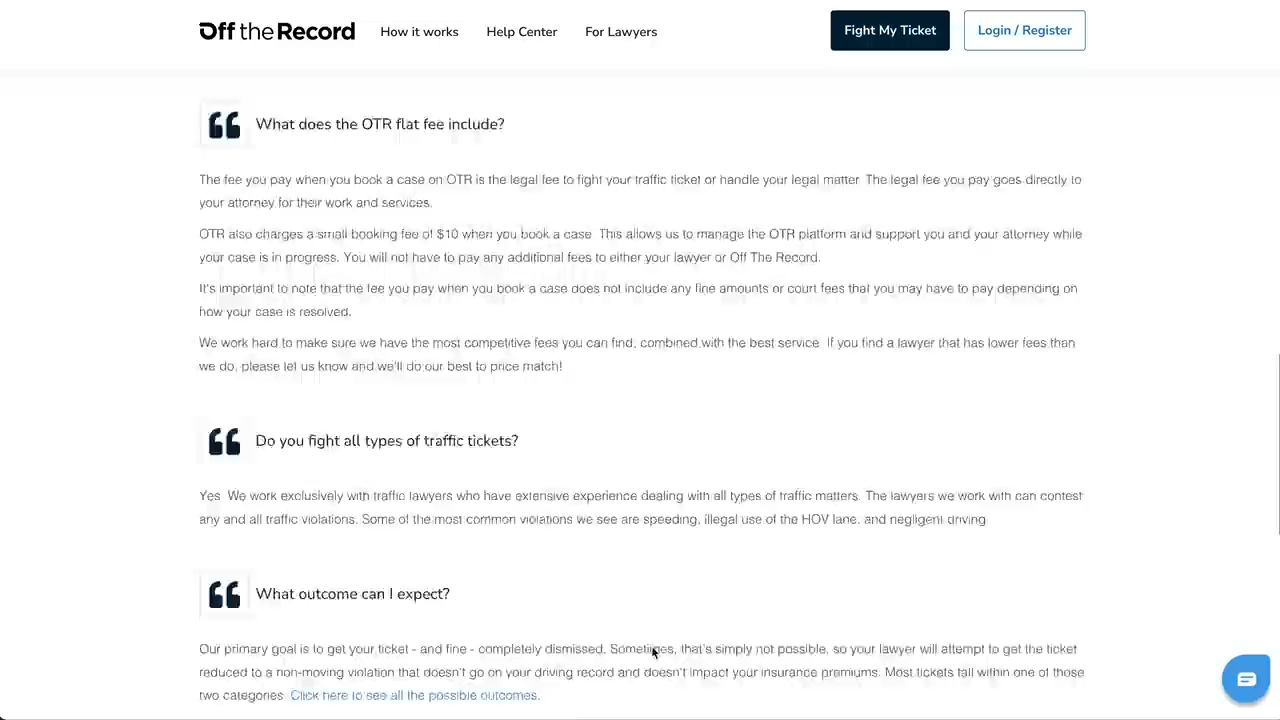 Off the Record How it works Help Center For Lawyers Fight My Ticket Login / Register
What does the OTR flat fee include?
The fee you pay when you book a case on OTR is the legal fee to fight your traffic ticket or handle your legal matter. The legal fee you pay goes directly to
your attorney for their work and services.
OTR also charges a small booking fee of $10 when you book a case. This allows us to manage the OTR platform and support you and your attorney while
your case is in progress. You will not have to pay any additional fees to either your lawyer or Off The Record.
It's important to note that the fee you pay when you book a case does not include any fine amounts or court fees that you may have to pay depending on
how your case is resolved.
We work hard to make sure we have the most competitive fees you can find, combined with the best service. If you find a lawyer that has lower fees than
we do, please let us know and we'll do our best to price match!
Do you fight all types of traffic tickets?
Yes. We work exclusively with traffic lawyers who have extensive experience dealing with all types of traffic matters. The lawyers we work with can contest
any and all traffic violations. Some of the most common violations we see are speeding, illegal use of the HOV lane, and negligent driving.
What outcome can I expect?
Our primary goal is to get your ticket - and fine - completely dismissed. Sometimes, that's simply not possible, so your lawyer will attempt to get the ticket
reduced to a non-moving violation that doesn't go on your driving record and doesn't impact your insurance premiums. Most tickets fall within one of those
two categories. Click here to see all the possible outcomes.